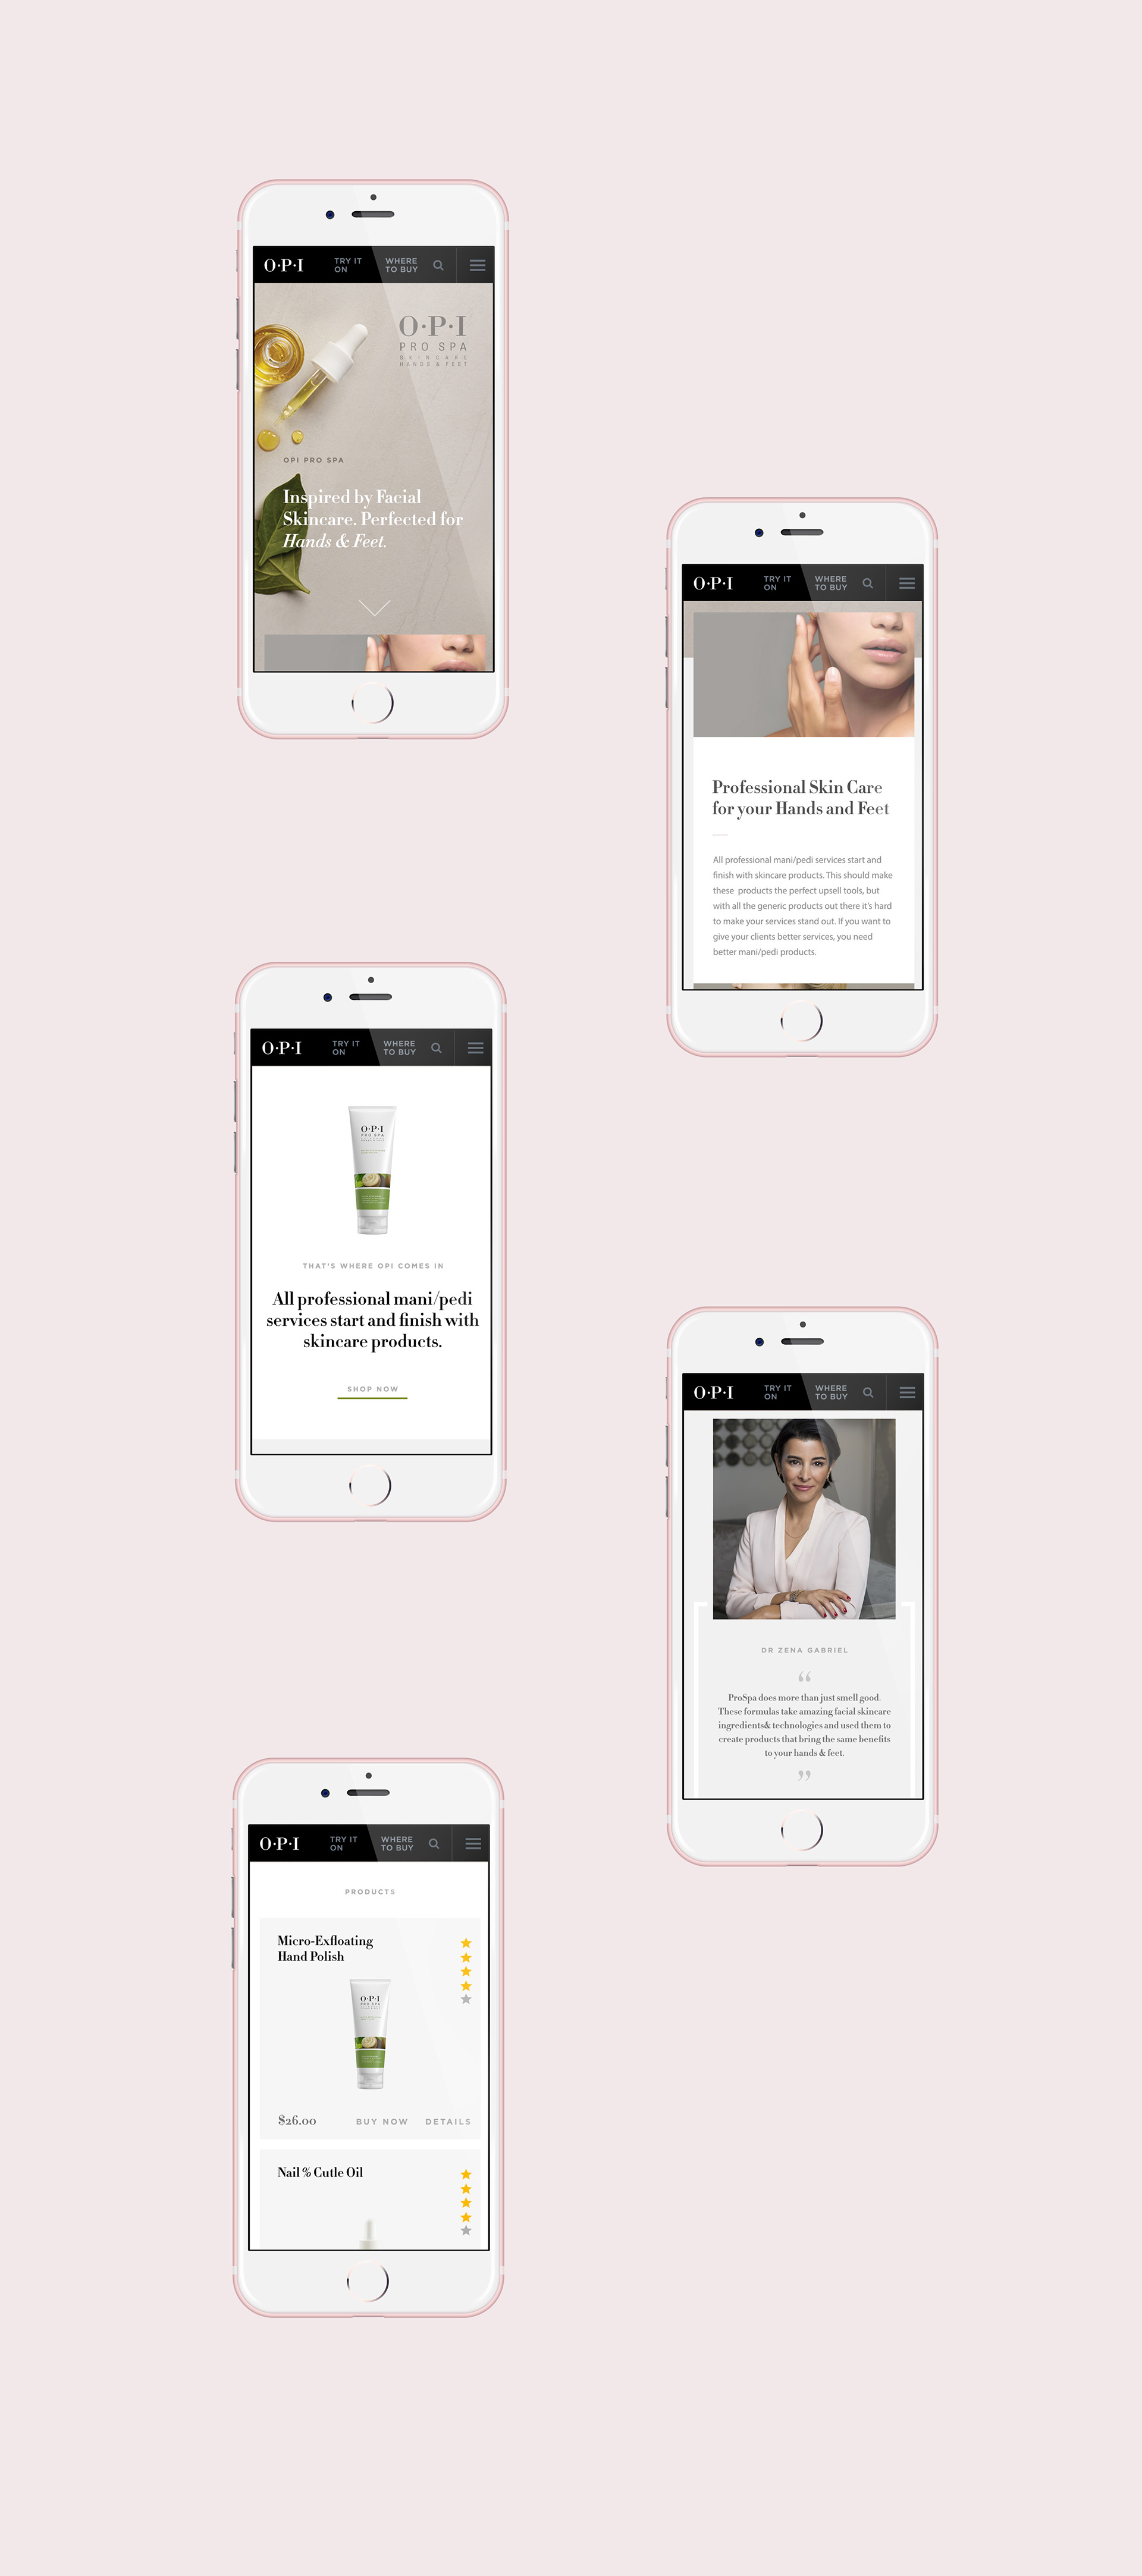 O·P·I
TRY IT
ON
WHERE
TO BUY
O·P·I
PRO SPA
SKINCARE
HANDS & FEET
OPI PRO SPA
Inspired by Facial
Skincare. Perfected for
Hands & Feet.
O·P·I
TRY IT
ON
WHERE
TO BUY
Professional Skin Care
for your Hands and Feet
All professional mani/pedi services start and
finish with skincare products. This should make
these products the perfect upsell tools, but
with all the generic products out there it's hard
to make your services stand out. If you want to
give your clients better services, you need
better mani/pedi products.
O·P·I
TRY IT
ON
WHERE
TO BUY
O·P·I
PRO SPA
THAT'S WHERE OPI COMES IN
All professional mani/pedi
services start and finish with
skincare products.
SHOP NOW
O·P·I
TRY IT
ON
WHERE
TO BUY
DR ZENA GABRIEL
“
ProSpa does more than just smell good.
These formulas take amazing facial skincare
ingredients& technologies and used them to
create products that bring the same benefits
to your hands & feet.
”
O·P·I
TRY IT
ON
WHERE
TO BUY
PRODUCTS
Micro-Exfloating
Hand Polish
O·P·I
PRO SPA
$26.00
BUY NOW
DETAILS
Nail % Cutle Oil